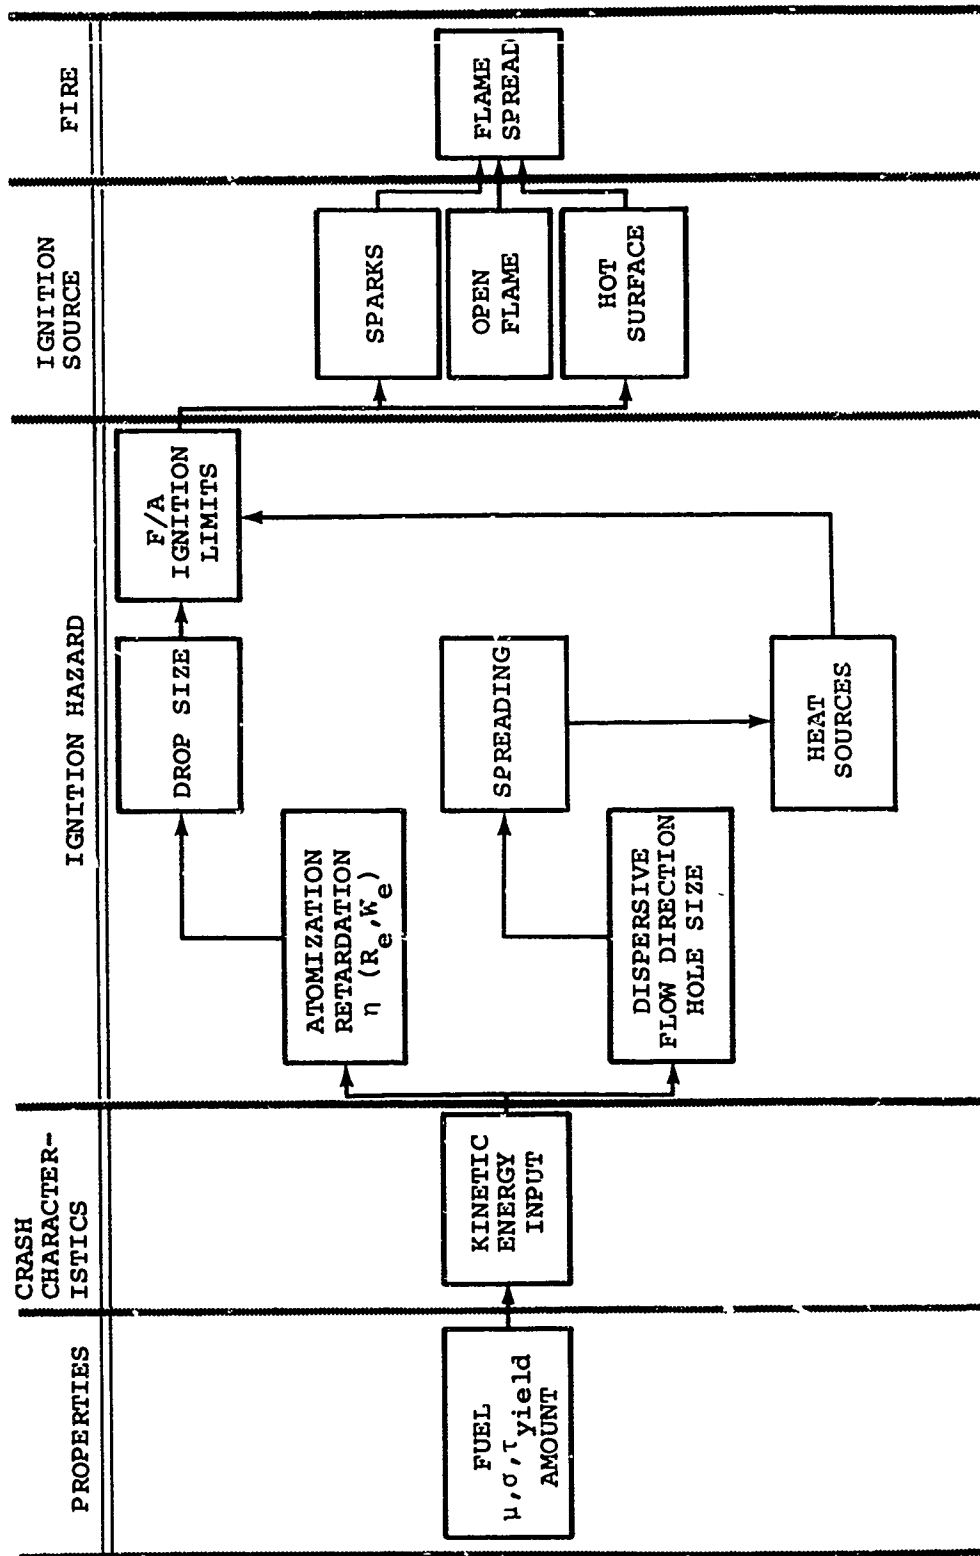 PROPERTIES
CRASH
CHARACTER-
ISTICS
IGNITION HAZARD
IGNITION
SOURCE
FIRE
FUEL
μ,σ,τyield
AMOUNT
KINETIC
ENERGY
INPUT
ATOMIZATION
RETARDATION
η (Re,We)
DISPERSIVE
FLOW DIRECTION
HOLE SIZE
DROP SIZE
SPREADING
HEAT
SOURCES
F/A
IGNITION
LIMITS
SPARKS
OPEN
FLAME
HOT
SURFACE
FLAME
SPREAD